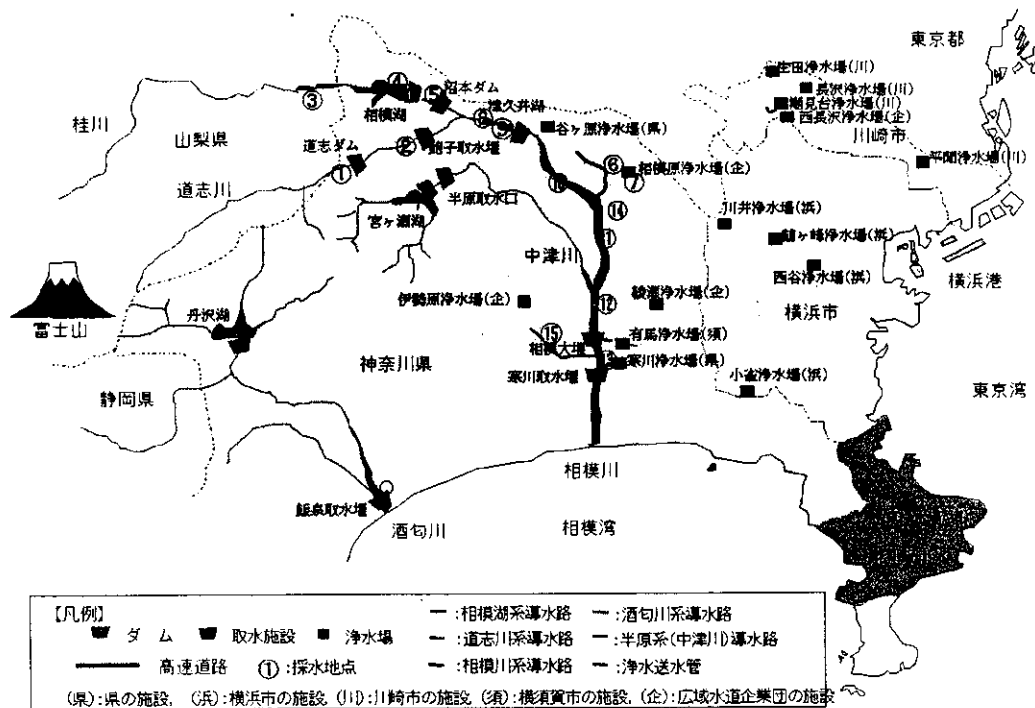 東京都
生田浄水場(川)
長沢浄水場(川)
潮見台浄水場(川)
西長沢浄水場(企)
川崎市
平間浄水場(川)
④
沼本ダム
③
⑤
相模湖
桂川
山梨県
津久井湖
⑧
⑨
谷ヶ原浄水場(県)
道志ダム
②
鮑子取水堰
①
⑥
相模原浄水場(企)
⑦
道志川
⑩
半原取水口
宮ヶ瀬湖
⑭
川井浄水場(浜)
鶴ヶ峰浄水場(浜)
中津川
西谷浄水場(浜)
横浜港
伊勢原浄水場(企)
⑫
綾瀬浄水場(企)
横浜市
富士山
丹沢湖
⑮
相模大堰
有馬浄水場(須)
神奈川県
寒川浄水場(県)
寒川取水堰
小雀浄水場(浜)
東京湾
静岡県
相模川
飯泉取水堰
酒匂川
相模湾
【凡例】
ダム 取水施設 浄水場
高速道路 ①:採水地点
:相模湖系導水路 :酒匂川系導水路
:道志川系導水路 :半原系(中津川)導水路
:相模川系導水路 :浄水送水管
(県):県の施設, (浜):横浜市の施設, (川):川崎市の施設, (須):横須賀市の施設, (企):広域水道企業団の施設